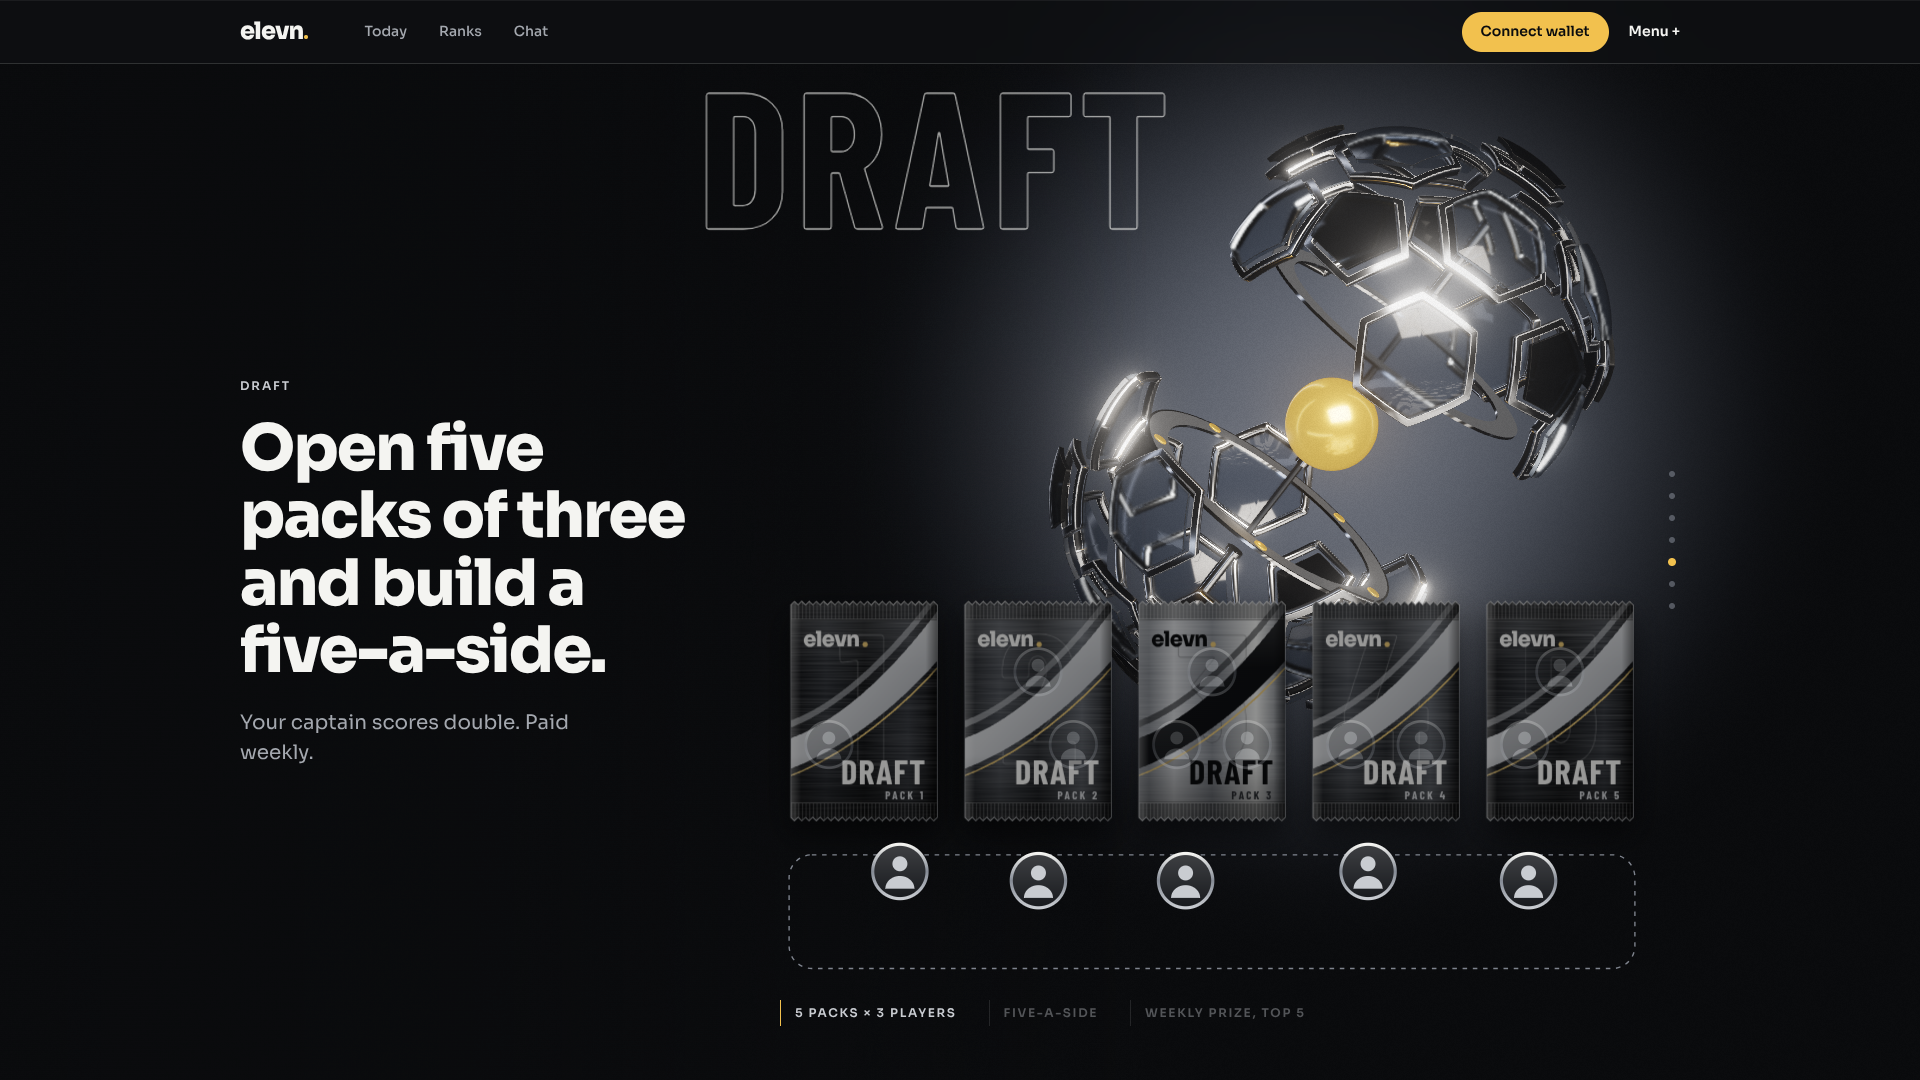 elevn.
Today
Ranks
Chat
Connect wallet
Menu +
DRAFT
DRAFT
Open five
packs of three
and build a
five-a-side.
Your captain scores double. Paid
weekly.
elevn.
DRAFT
PACK 1
elevn.
DRAFT
PACK 2
elevn.
DRAFT
PACK 3
elevn.
DRAFT
PACK 4
elevn.
DRAFT
PACK 5
5 PACKS × 3 PLAYERS
FIVE-A-SIDE
WEEKLY PRIZE, TOP 5